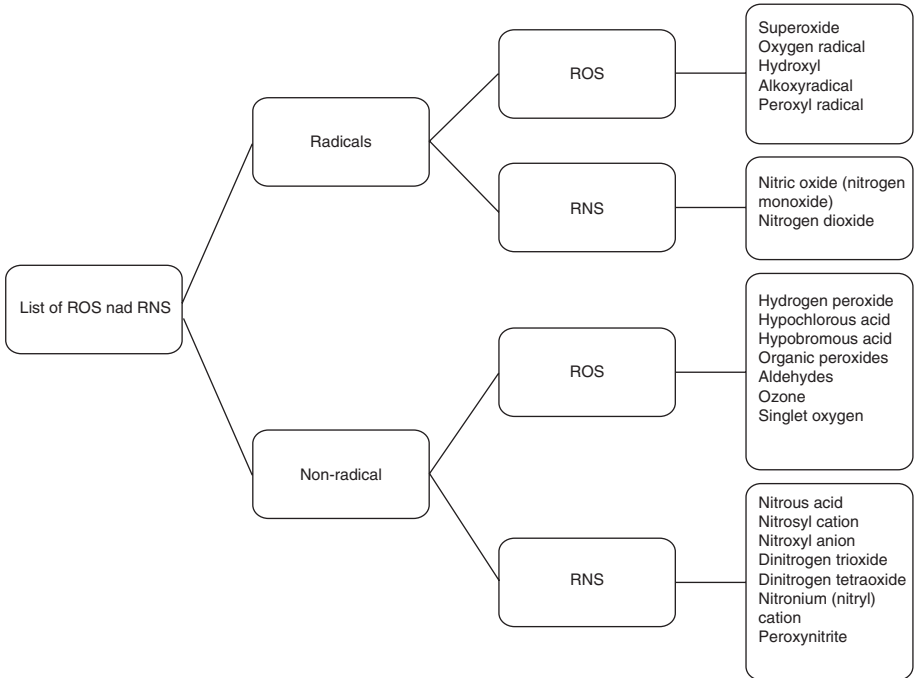 List of ROS nad RNS
Radicals
ROS
Superoxide
Oxygen radical
Hydroxyl
Alkoxyradical
Peroxyl radical
RNS
Nitric oxide (nitrogen
monoxide)
Nitrogen dioxide
Non-radical
ROS
Hydrogen peroxide
Hypochlorous acid
Hypobromous acid
Organic peroxides
Aldehydes
Ozone
Singlet oxygen
RNS
Nitrous acid
Nitrosyl cation
Nitroxyl anion
Dinitrogen trioxide
Dinitrogen tetraoxide
Nitronium (nitryl)
cation
Peroxynitrite